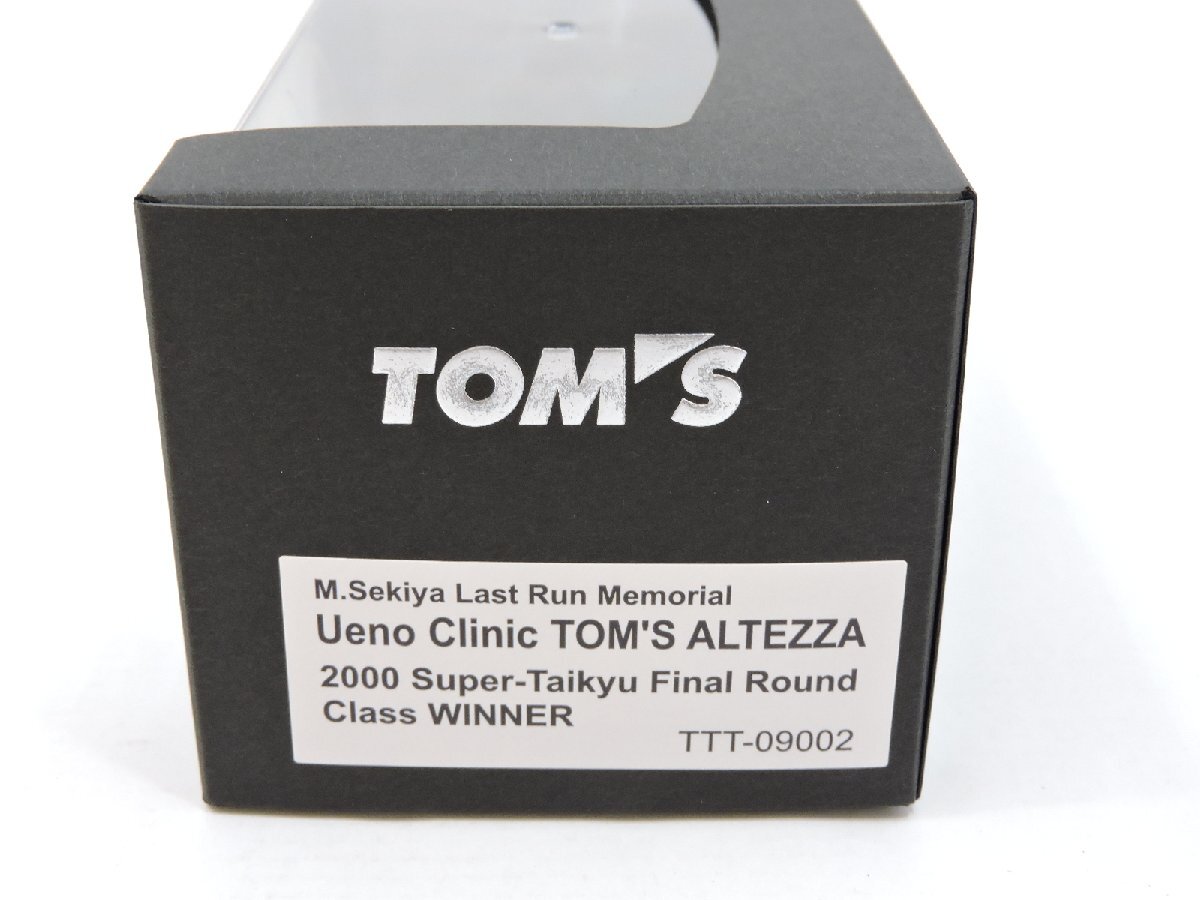 TOM'S
M.Sekiya Last Run Memorial
Ueno Clinic TOM'S ALTEZZA
2000 Super-Taikyu Final Round
Class WINNER
TTT-09002